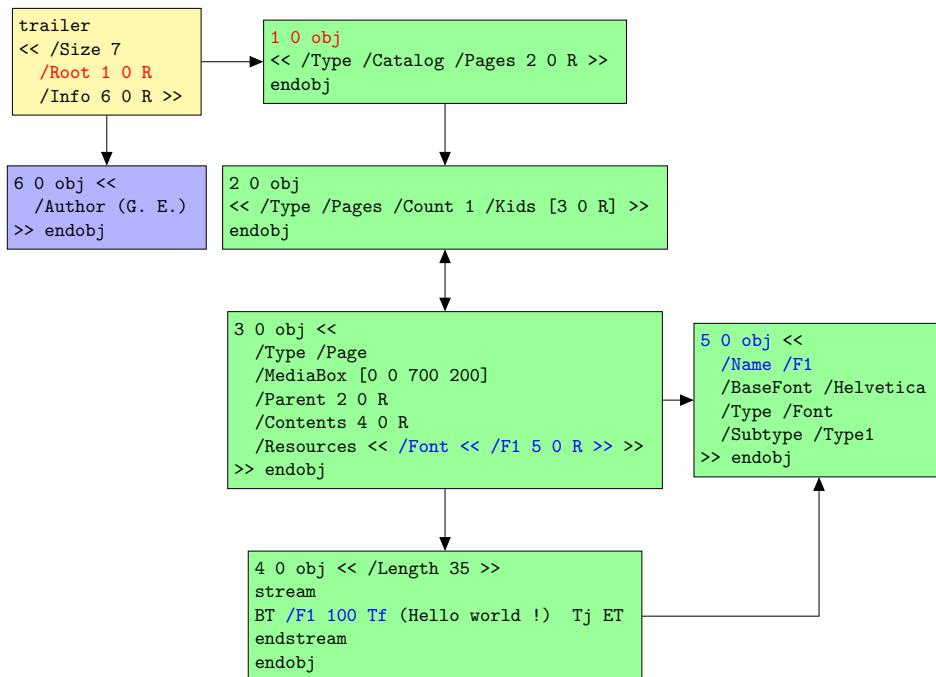 trailer
<< /Size 7
  /Root 1 0 R
  /Info 6 0 R >>
1 0 obj
<< /Type /Catalog /Pages 2 0 R >>
endobj
6 0 obj <<
  /Author (G. E.)
>> endobj
2 0 obj
<< /Type /Pages /Count 1 /Kids [3 0 R] >>
endobj
3 0 obj <<
  /Type /Page
  /MediaBox [0 0 700 200]
  /Parent 2 0 R
  /Contents 4 0 R
  /Resources << /Font << /F1 5 0 R >> >>
>> endobj
5 0 obj <<
  /Name /F1
  /BaseFont /Helvetica
  /Type /Font
  /Subtype /Type1
>> endobj
4 0 obj << /Length 35 >>
stream
BT /F1 100 Tf (Hello world !)  Tj ET
endstream
endobj